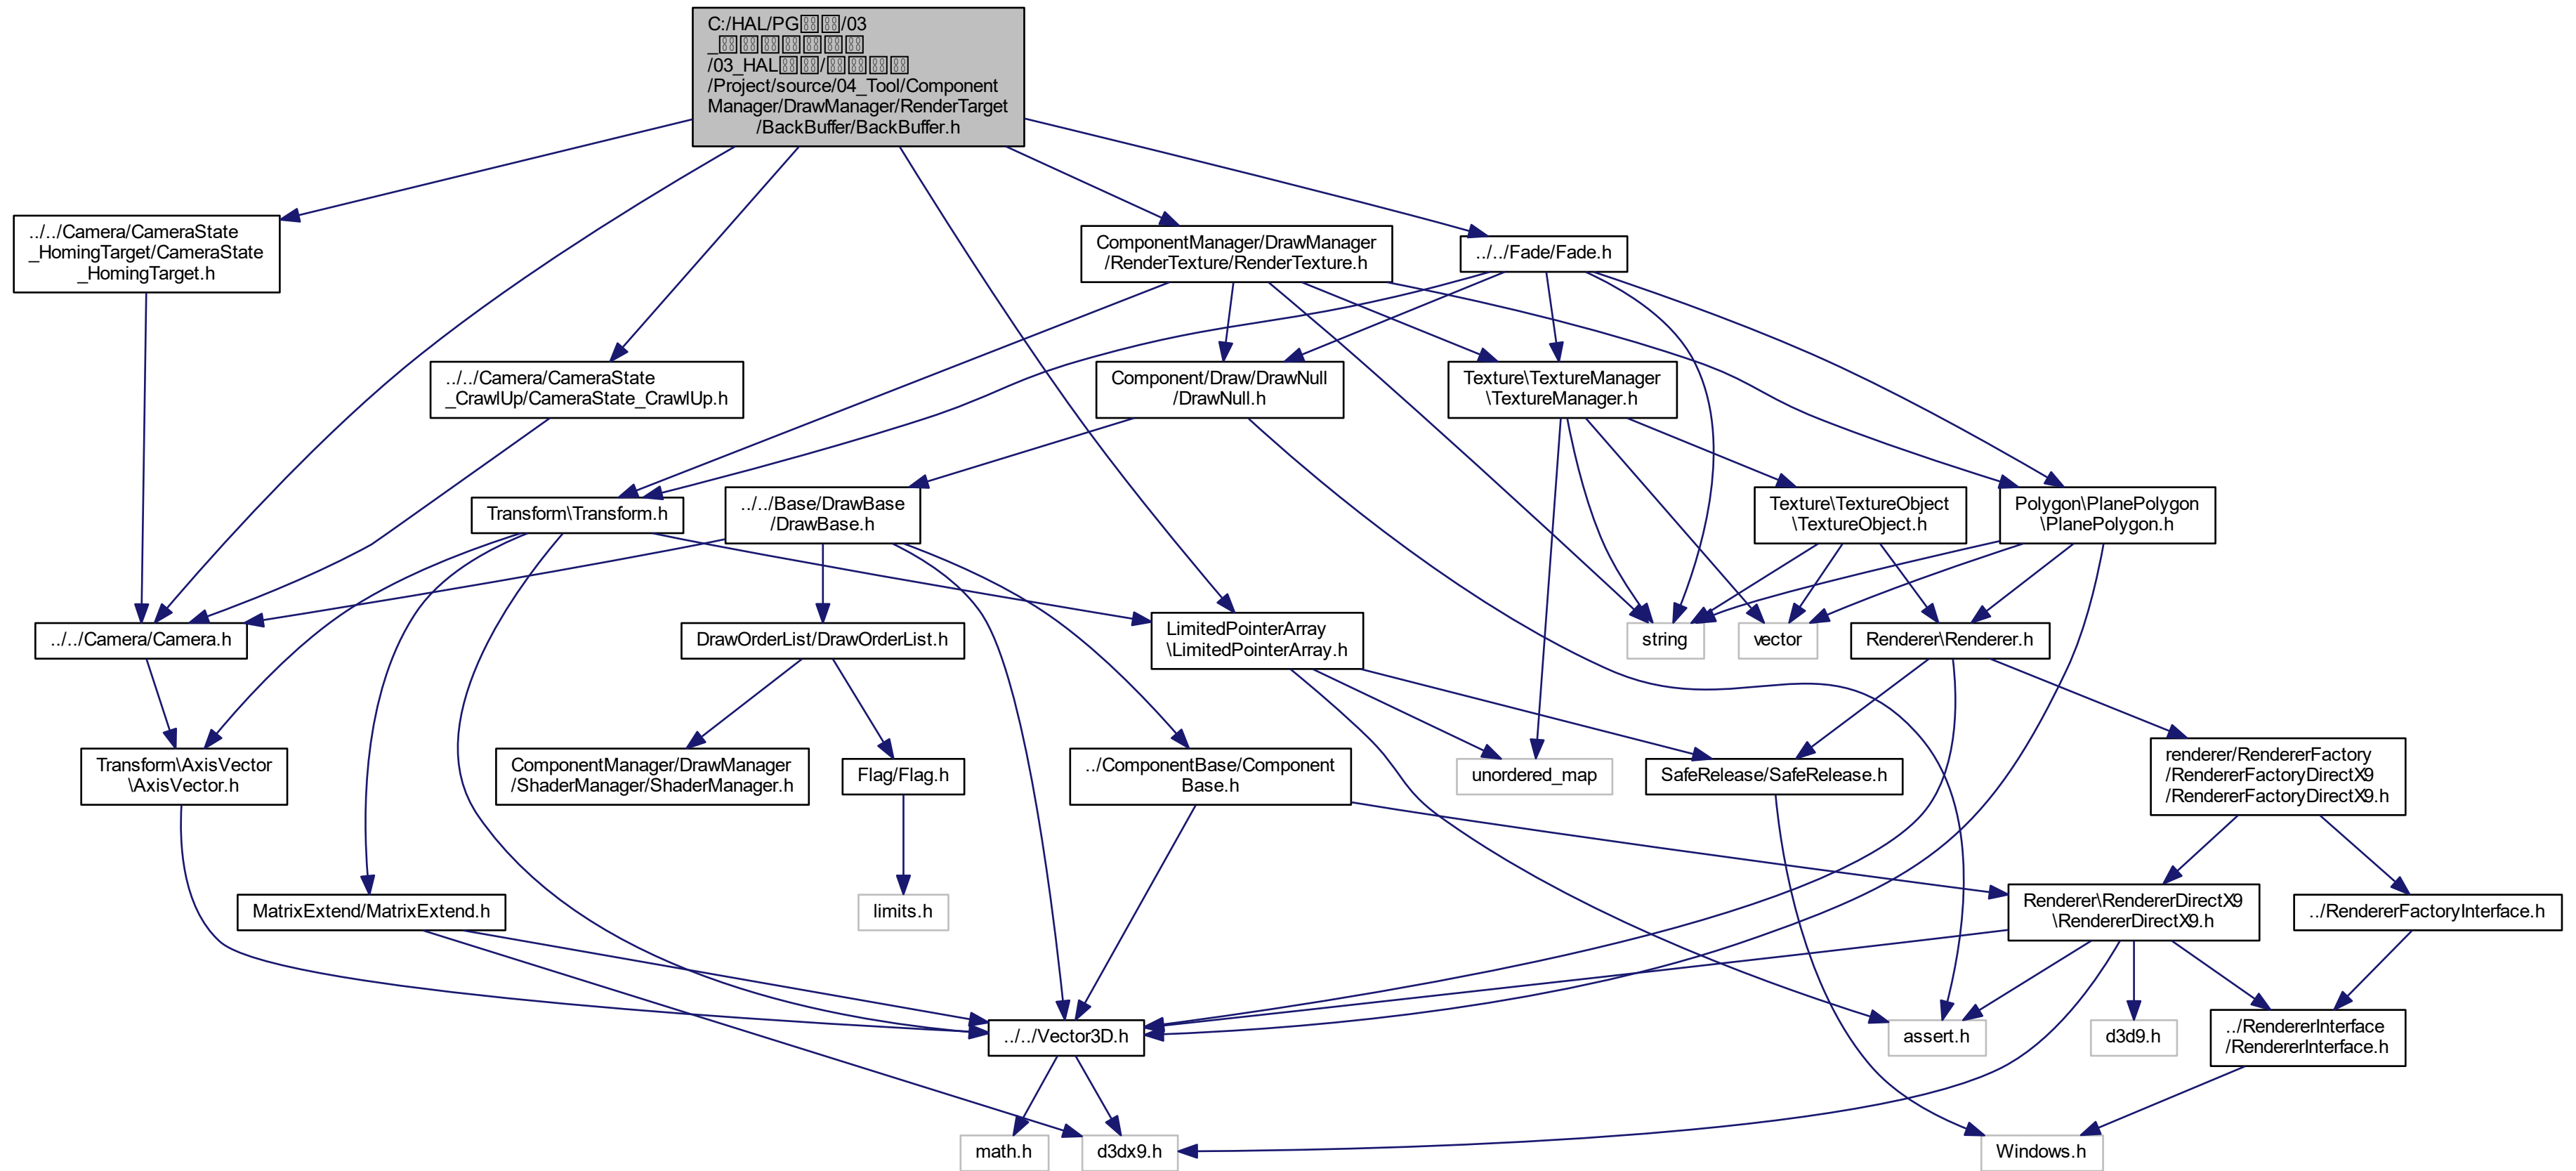 C:/HAL/PG/03
_
/03_HAL/
/Project/source/04_Tool/Component
Manager/DrawManager/RenderTarget
/BackBuffer/BackBuffer.h
../../Camera/CameraState
_HomingTarget/CameraState
_HomingTarget.h
ComponentManager/DrawManager
/RenderTexture/RenderTexture.h
../../Fade/Fade.h
../../Camera/CameraState
_CrawlUp/CameraState_CrawlUp.h
Component/Draw/DrawNull
/DrawNull.h
Texture\TextureManager
\TextureManager.h
Transform\Transform.h
../../Base/DrawBase
/DrawBase.h
Texture\TextureObject
\TextureObject.h
Polygon\PlanePolygon
\PlanePolygon.h
../../Camera/Camera.h
DrawOrderList/DrawOrderList.h
LimitedPointerArray
\LimitedPointerArray.h
string
vector
Renderer\Renderer.h
Transform\AxisVector
\AxisVector.h
ComponentManager/DrawManager
/ShaderManager/ShaderManager.h
Flag/Flag.h
../ComponentBase/Component
Base.h
unordered_map
SafeRelease/SafeRelease.h
renderer/RendererFactory
/RendererFactoryDirectX9
/RendererFactoryDirectX9.h
MatrixExtend/MatrixExtend.h
limits.h
Renderer\RendererDirectX9
\RendererDirectX9.h
../RendererFactoryInterface.h
../../Vector3D.h
assert.h
d3d9.h
../RendererInterface
/RendererInterface.h
math.h
d3dx9.h
Windows.h